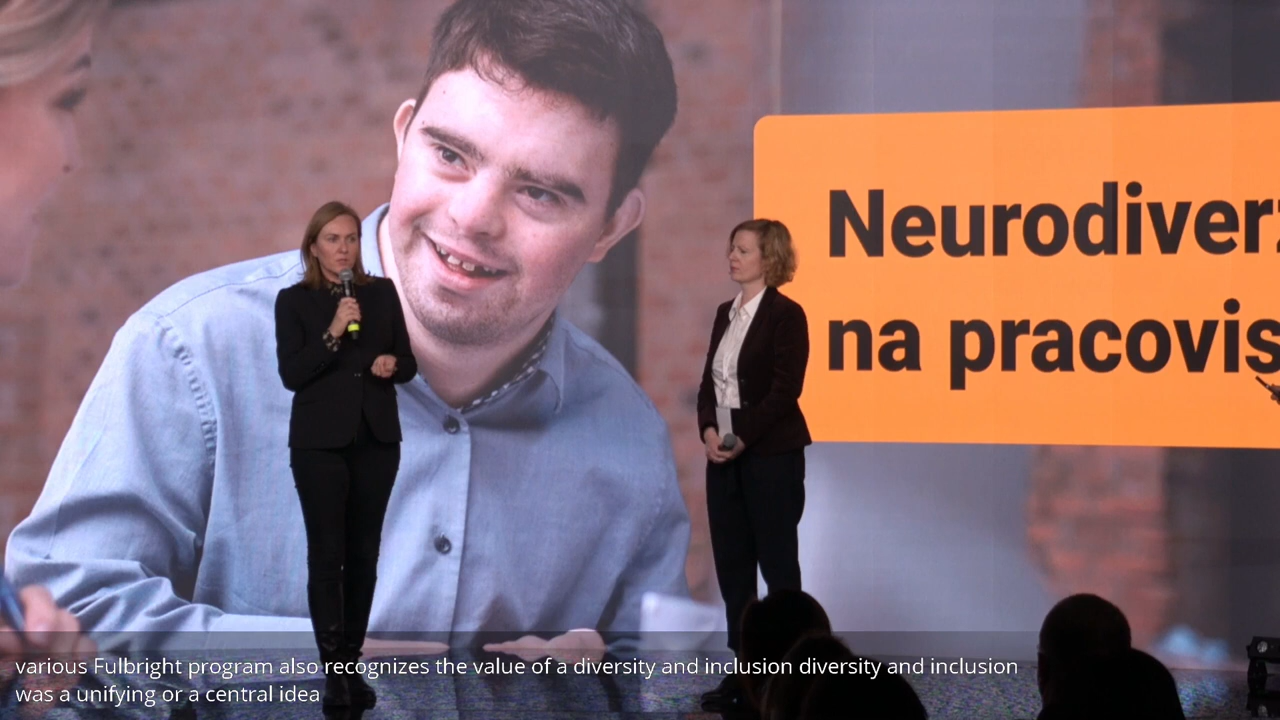 Neurodiver
na pracovis
various Fulbright program also recognizes the value of a diversity and inclusion diversity and inclusion
was a unifying or a central idea